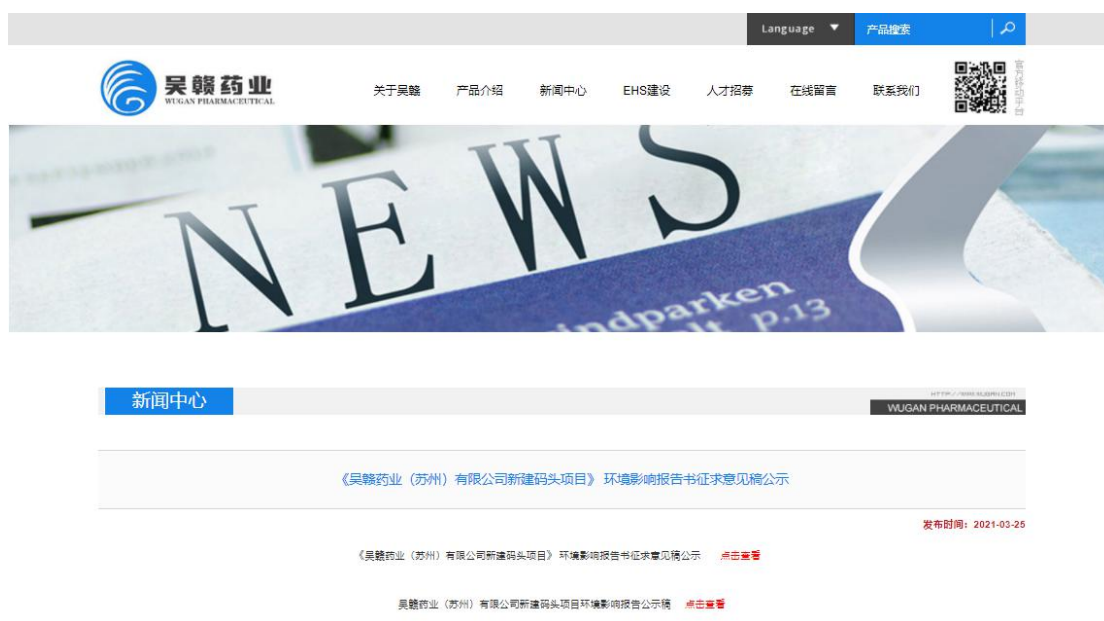 Language ▼ 产品搜索
吴赣药业
WUGAN PHARMACEUTICAL
关于吴赣 产品介绍 新闻中心 EHS建设 人才招募 在线留言 联系我们
NEWS
p.13
新闻中心
WUGAN PHARMACEUTICAL
《吴赣药业（苏州）有限公司新建码头项目》 环境影响报告书征求意见稿公示
发布时间：2021-03-25
《吴赣药业（苏州）有限公司新建码头项目》 环境影响报告书征求意见稿公示 点击查看
吴赣药业（苏州）有限公司新建码头项目环境影响报告公示稿 点击查看